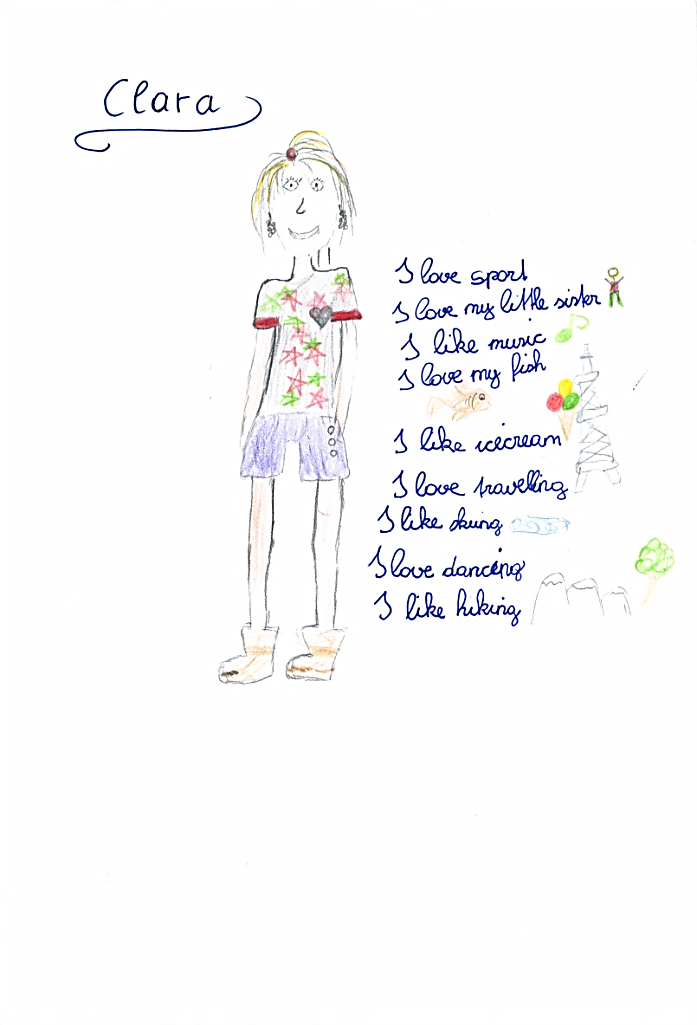 Clara
I love sport
I love my little sister
I like music
I love my fish
I like icecream
I love travelling
I like skiing
I love dancing
I like hiking